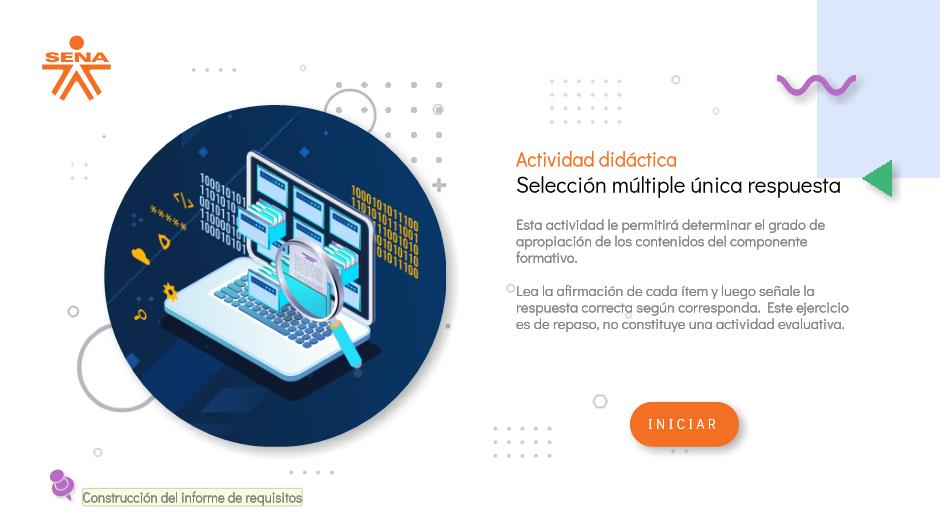 SENA
Actividad didáctica
Selección múltiple única respuesta
Esta actividad le permitirá determinar el grado de
apropiación de los contenidos del componente
formativo.
Lea la afirmación de cada ítem y luego señale la
respuesta correcta según corresponda. Este ejercicio
es de repaso, no constituye una actividad evaluativa.
INICIAR
Construcción del informe de requisitos